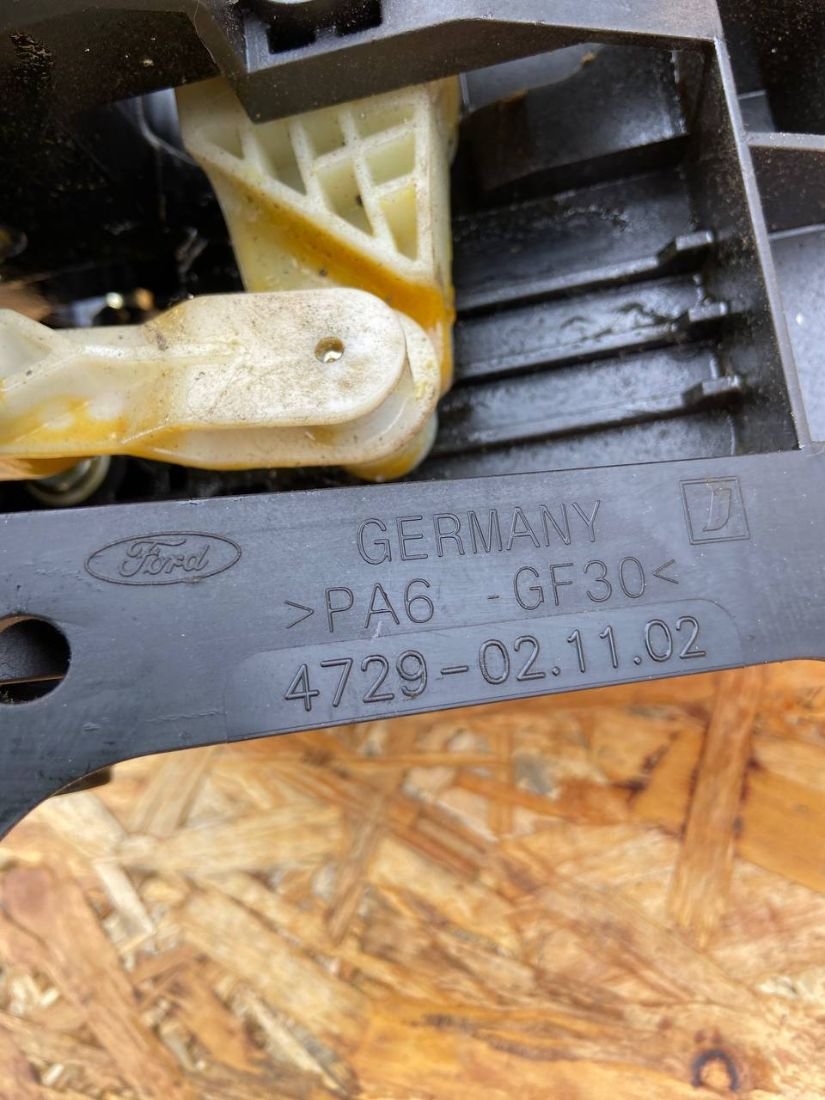 Ford
GERMANY
>PA6 -GF30<
4729-02.11.02